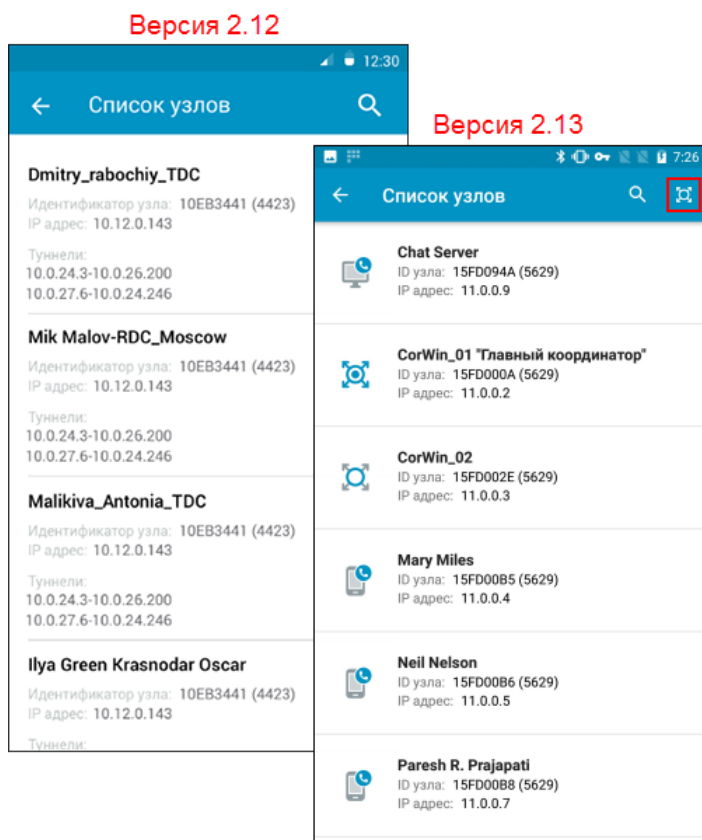 Версия 2.12
12:30
Список узлов
Dmitry_rabochiy_TDC
Идентификатор узла: 10EB3441 (4423)
IP адрес: 10.12.0.143
Туннели:
10.0.24.3-10.0.26.200
10.0.27.6-10.0.24.246
Mik Malov-RDC_Moscow
Идентификатор узла: 10EB3441 (4423)
IP адрес: 10.12.0.143
Туннели:
10.0.24.3-10.0.26.200
10.0.27.6-10.0.24.246
Malikiva_Antonia_TDC
Идентификатор узла: 10EB3441 (4423)
IP адрес: 10.12.0.143
Туннели:
10.0.24.3-10.0.26.200
10.0.27.6-10.0.24.246
Ilya Green Krasnodar Oscar
Идентификатор узла: 10EB3441 (4423)
IP адрес: 10.12.0.143
Туннели:
Версия 2.13
7:26
Список узлов
Chat Server
ID узла: 15FD094A (5629)
IP адрес: 11.0.0.9
CorWin_01 "Главный координатор"
ID узла: 15FD000A (5629)
IP адрес: 11.0.0.2
CorWin_02
ID узла: 15FD002E (5629)
IP адрес: 11.0.0.3
Mary Miles
ID узла: 15FD00B5 (5629)
IP адрес: 11.0.0.4
Neil Nelson
ID узла: 15FD00B6 (5629)
IP адрес: 11.0.0.5
Paresh R. Prajapati
ID узла: 15FD00B8 (5629)
IP адрес: 11.0.0.7